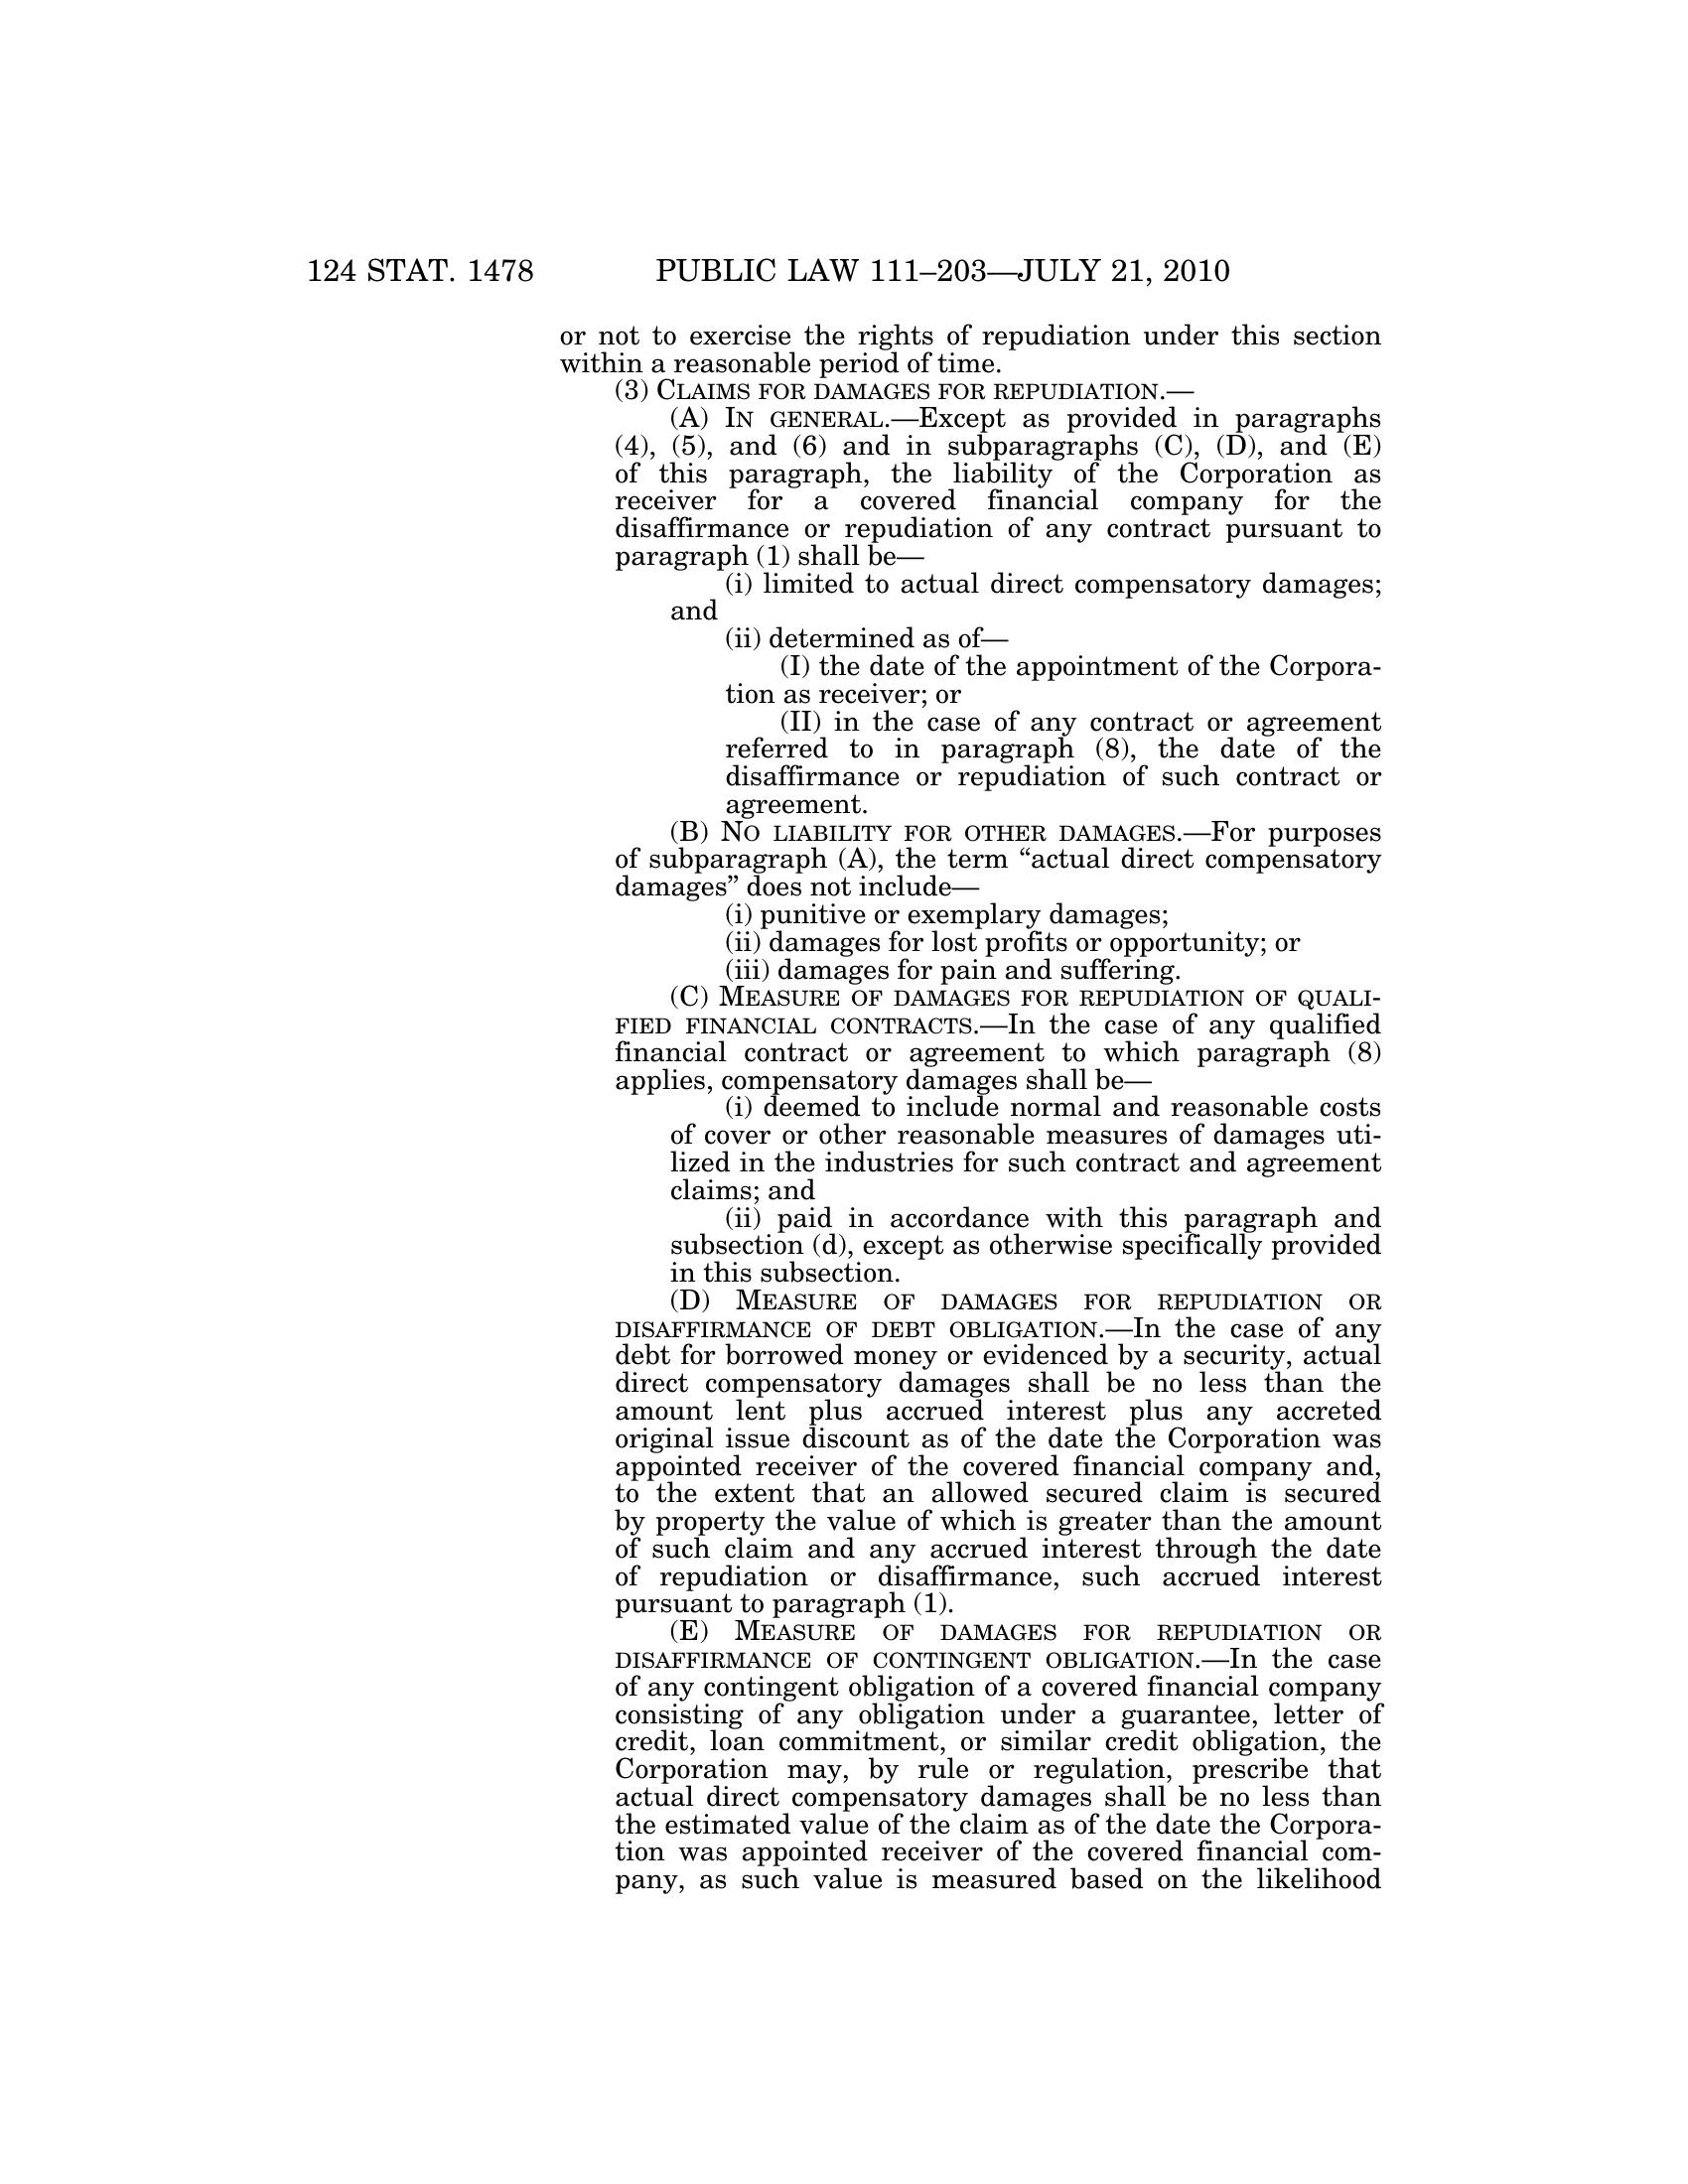 124 STAT. 1478 PUBLIC LAW 111–203—JULY 21, 2010
or not to exercise the rights of repudiation under this section
within a reasonable period of time.
(3) CLAIMS FOR DAMAGES FOR REPUDIATION.—
(A) IN GENERAL.—Except as provided in paragraphs
(4), (5), and (6) and in subparagraphs (C), (D), and (E)
of this paragraph, the liability of the Corporation as
receiver for a covered financial company for the
disaffirmance or repudiation of any contract pursuant to
paragraph (1) shall be—
(i) limited to actual direct compensatory damages;
and
(ii) determined as of—
(I) the date of the appointment of the Corpora-
tion as receiver; or
(II) in the case of any contract or agreement
referred to in paragraph (8), the date of the
disaffirmance or repudiation of such contract or
agreement.
(B) NO LIABILITY FOR OTHER DAMAGES.—For purposes
of subparagraph (A), the term “actual direct compensatory
damages” does not include—
(i) punitive or exemplary damages;
(ii) damages for lost profits or opportunity; or
(iii) damages for pain and suffering.
(C) MEASURE OF DAMAGES FOR REPUDIATION OF QUALI-
FIED FINANCIAL CONTRACTS.—In the case of any qualified
financial contract or agreement to which paragraph (8)
applies, compensatory damages shall be—
(i) deemed to include normal and reasonable costs
of cover or other reasonable measures of damages uti-
lized in the industries for such contract and agreement
claims; and
(ii) paid in accordance with this paragraph and
subsection (d), except as otherwise specifically provided
in this subsection.
(D) MEASURE OF DAMAGES FOR REPUDIATION OR
DISAFFIRMANCE OF DEBT OBLIGATION.—In the case of any
debt for borrowed money or evidenced by a security, actual
direct compensatory damages shall be no less than the
amount lent plus accrued interest plus any accreted
original issue discount as of the date the Corporation was
appointed receiver of the covered financial company and,
to the extent that an allowed secured claim is secured
by property the value of which is greater than the amount
of such claim and any accrued interest through the date
of repudiation or disaffirmance, such accrued interest
pursuant to paragraph (1).
(E) MEASURE OF DAMAGES FOR REPUDIATION OR
DISAFFIRMANCE OF CONTINGENT OBLIGATION.—In the case
of any contingent obligation of a covered financial company
consisting of any obligation under a guarantee, letter of
credit, loan commitment, or similar credit obligation, the
Corporation may, by rule or regulation, prescribe that
actual direct compensatory damages shall be no less than
the estimated value of the claim as of the date the Corpora-
tion was appointed receiver of the covered financial com-
pany, as such value is measured based on the likelihood